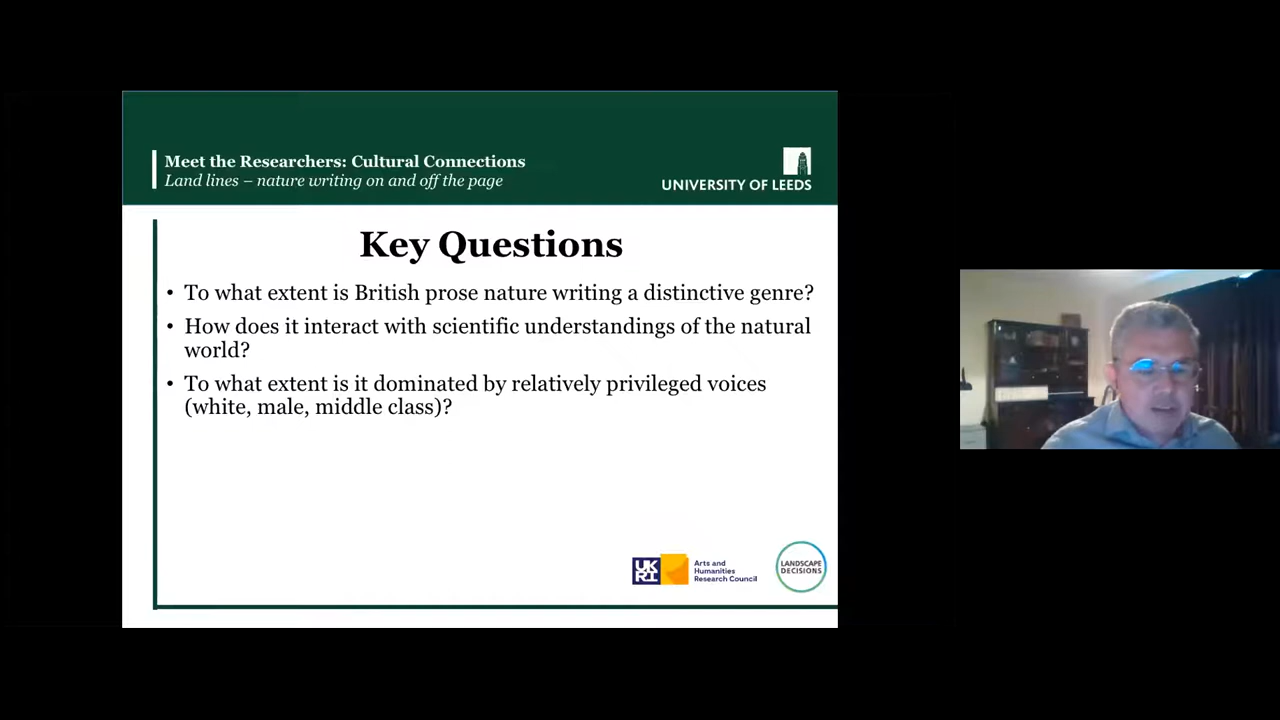 Meet the Researchers: Cultural Connections
Land lines – nature writing on and off the page
UNIVERSITY OF LEEDS
Key Questions
• To what extent is British prose nature writing a distinctive genre?
• How does it interact with scientific understandings of the natural
world?
• To what extent is it dominated by relatively privileged voices
(white, male, middle class)?
UK
RI
Arts and
Humanities
Research Council
LANDSCAPE
DECISIONS